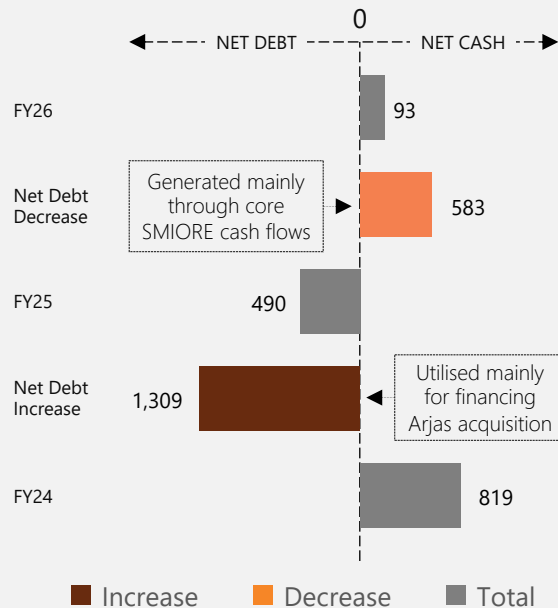 0
NET DEBT
NET CASH
FY26
93
Net Debt
Decrease
Generated mainly
through core
SMIORE cash flows
583
FY25
490
Net Debt
Increase
1,309
Utilised mainly
for financing
Arjas acquisition
FY24
819
Increase
Decrease
Total